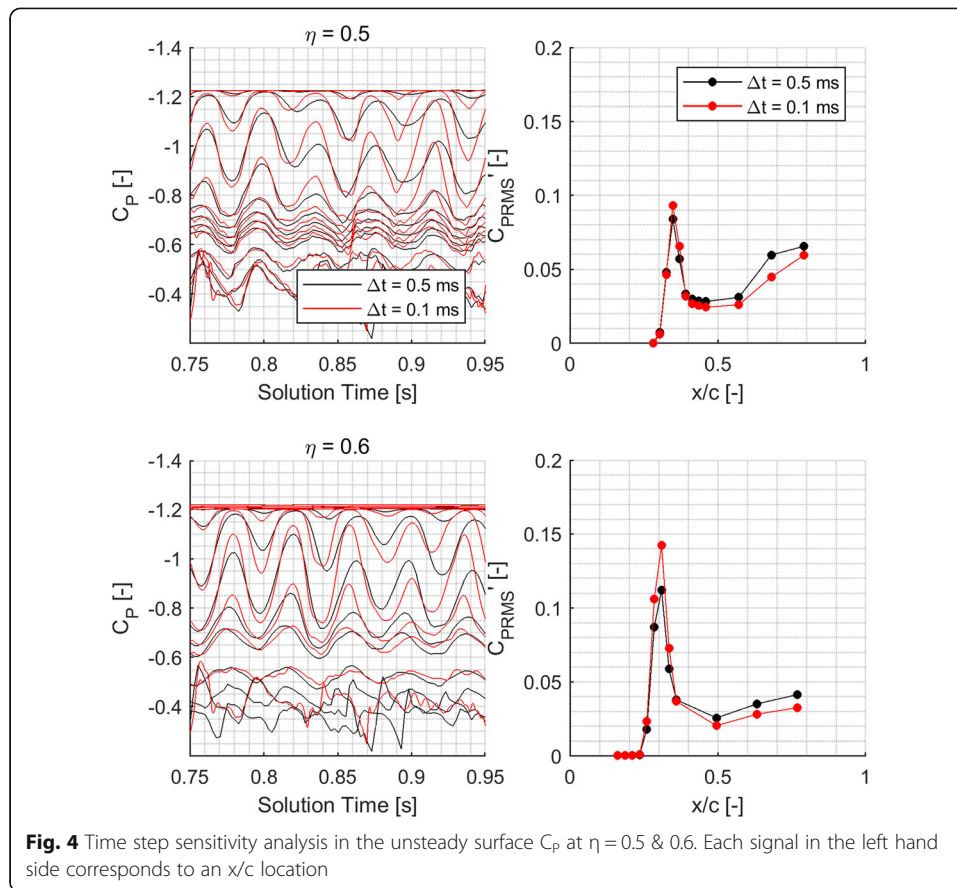 η = 0.5
-1.4
-1.2
-1
-0.8
-0.6
-0.4
C_P [-]
Δt = 0.5 ms
Δt = 0.1 ms
0.75 0.8 0.85 0.9 0.95
Solution Time [s]
0.2
0.15
0.1
0.05
0
C_PRMS' [-]
Δt = 0.5 ms
Δt = 0.1 ms
0 0.5 1
x/c [-]
η = 0.6
-1.4
-1.2
-1
-0.8
-0.6
-0.4
C_P [-]
0.75 0.8 0.85 0.9 0.95
Solution Time [s]
0.2
0.15
0.1
0.05
0
C_PRMS' [-]
0 0.5 1
x/c [-]
Fig. 4 Time step sensitivity analysis in the unsteady surface C_P at η = 0.5 & 0.6. Each signal in the left hand
side corresponds to an x/c location